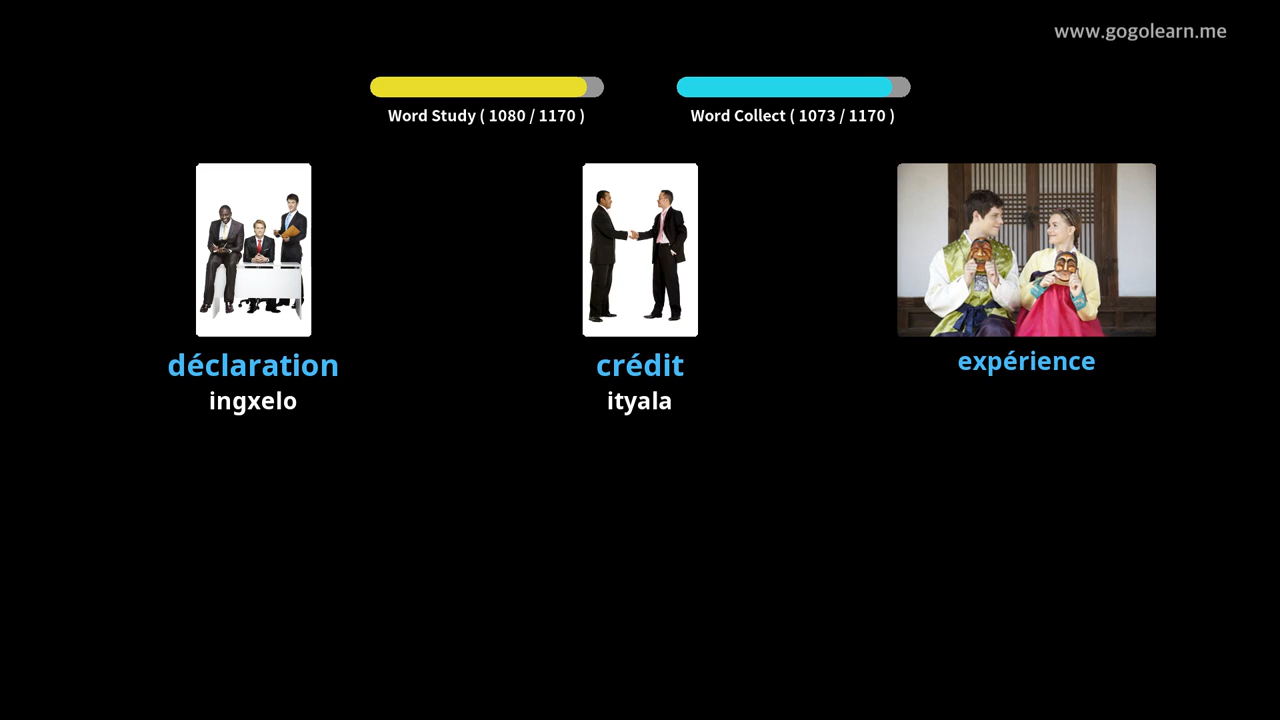 www.gogolearn.me
Word Study ( 1080 / 1170 )
Word Collect ( 1073 / 1170 )
déclaration
ingxelo
crédit
ityala
expérience